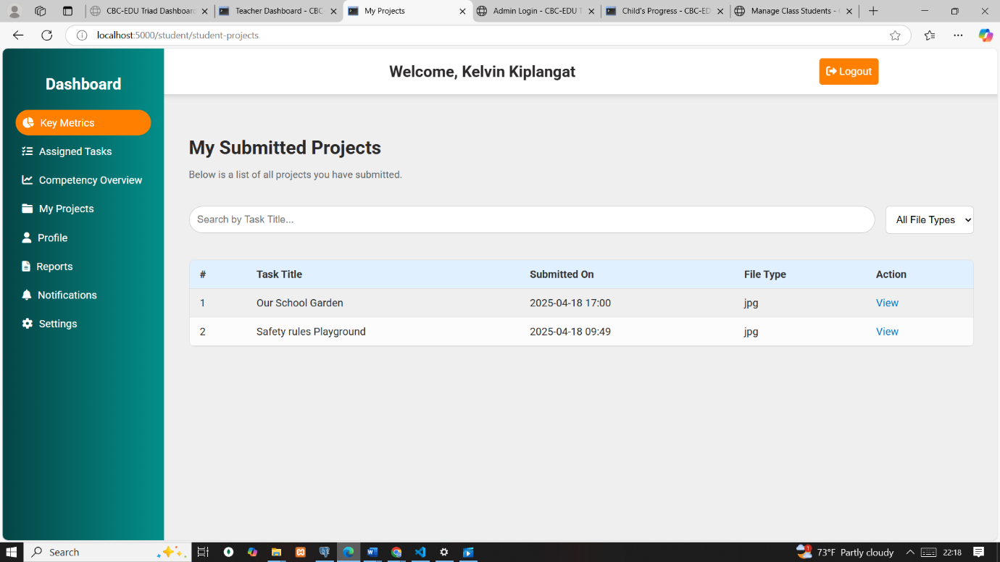 CBC-EDU Triad Dashboard
Teacher Dashboard - CBC
My Projects
Admin Login - CBC-EDU T
Child's Progress - CBC-ED
Manage Class Students -
localhost:5000/student/student-projects
Dashboard
Key Metrics
Assigned Tasks
Competency Overview
My Projects
Profile
Reports
Notifications
Settings
Welcome, Kelvin Kiplangat
Logout
My Submitted Projects
Below is a list of all projects you have submitted.
Search by Task Title...
All File Types
# Task Title Submitted On File Type Action
1 Our School Garden 2025-04-18 17:00 jpg View
2 Safety rules Playground 2025-04-18 09:49 jpg View
Search
1
73°F Partly cloudy
22:18